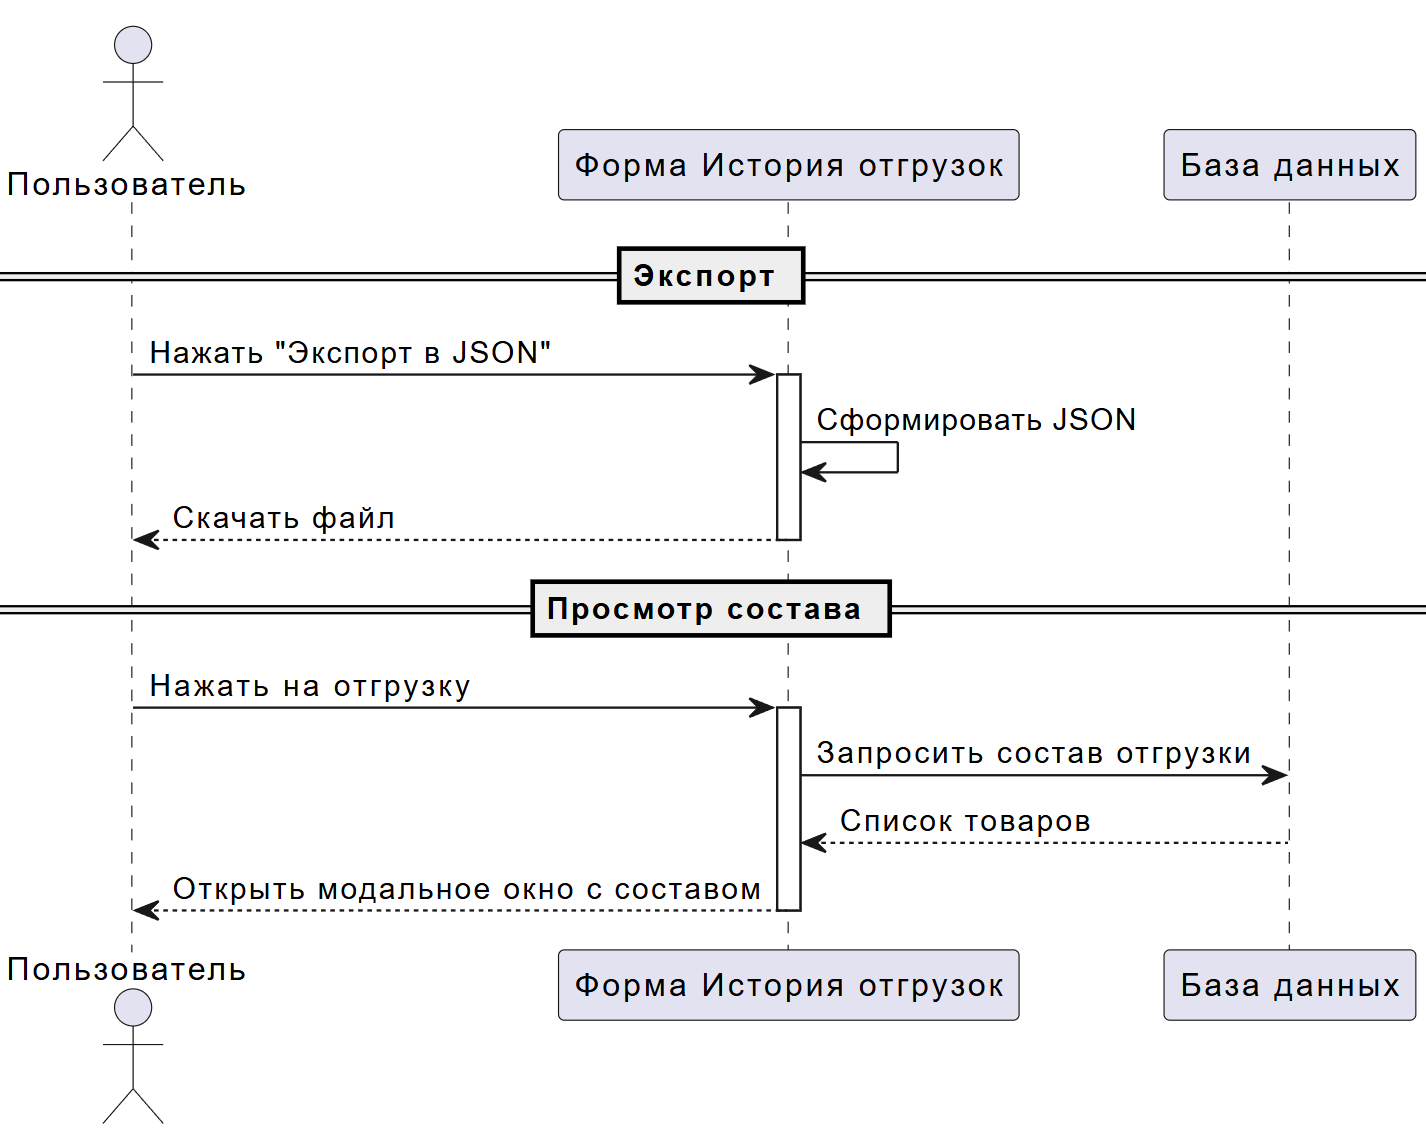 Пользователь
Форма История отгрузок
База данных
Экспорт
Нажать "Экспорт в JSON"
Сформировать JSON
Скачать файл
Просмотр состава
Нажать на отгрузку
Запросить состав отгрузки
Список товаров
Открыть модальное окно с составом
Пользователь
Форма История отгрузок
База данных